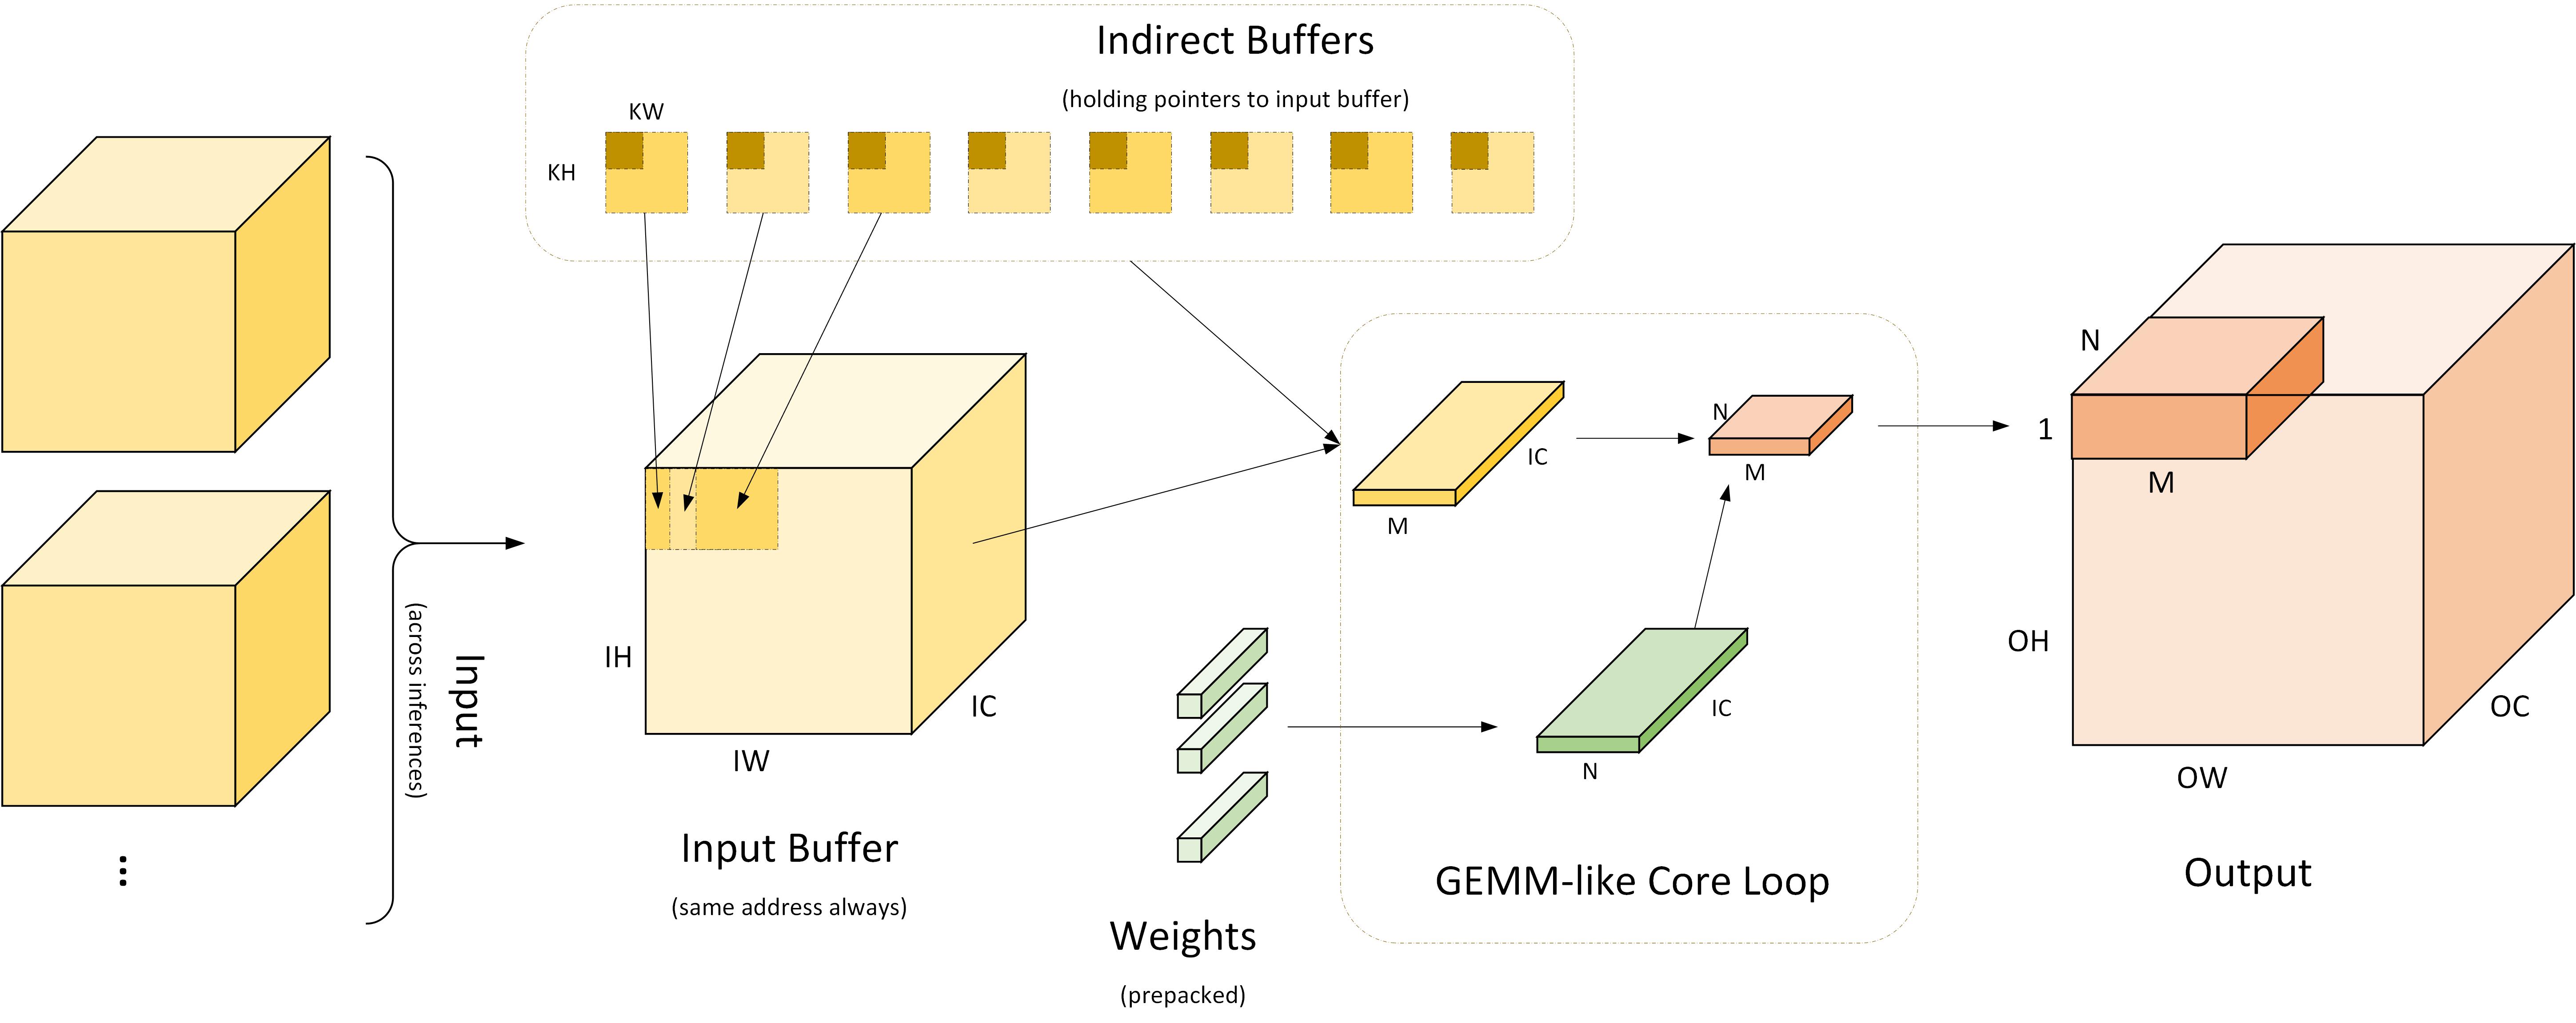 Indirect Buffers
(holding pointers to input buffer)
KW
KH
Input
(across inferences)
IH
IW
IC
Input Buffer
(same address always)
Weights
(prepacked)
M
IC
N
M
IC
N
GEMM-like Core Loop
N
1
M
OH
OW
OC
Output